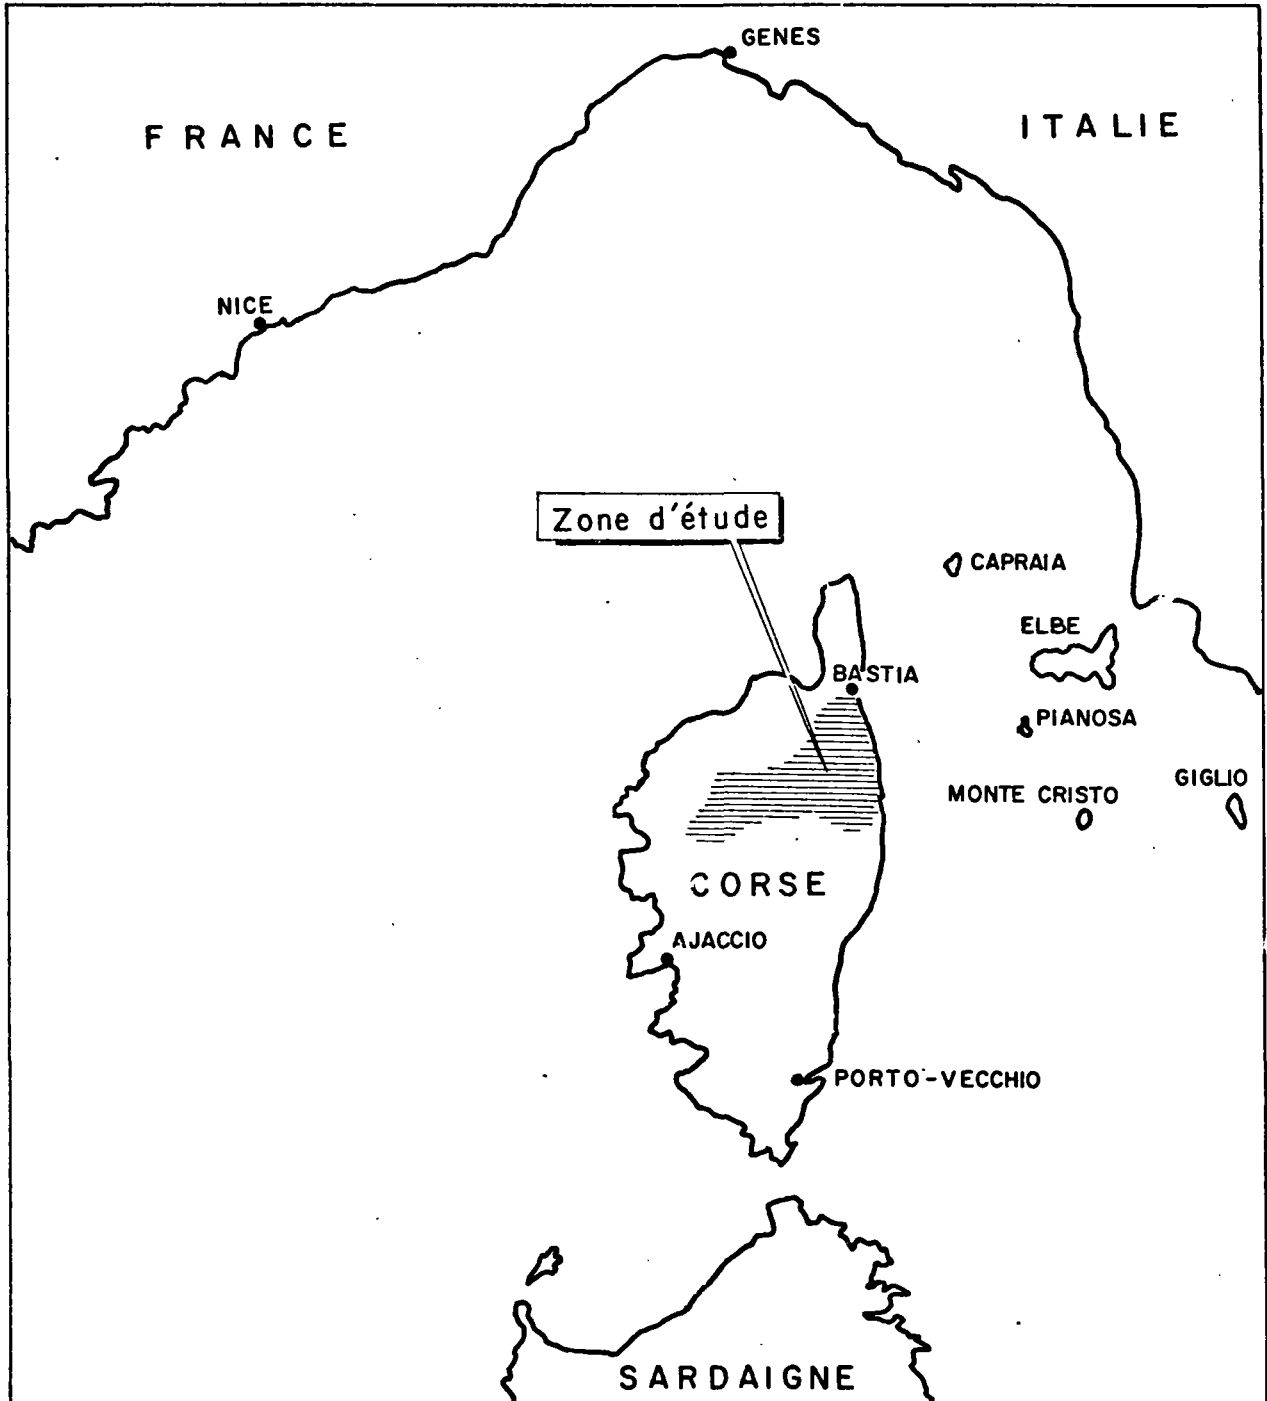 GENES
FRANCE
ITALIE
NICE
Zone d'étude
CAPRAIA
ELBE
BASTIA
PIANOSA
GIGLIO
MONTE CRISTO
CORSE
AJACCIO
PORTO-VECCHIO
SARDAIGNE